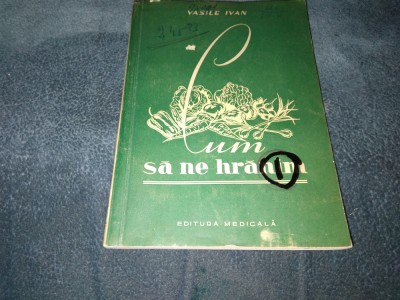 VASILE IVAN
Cum
să ne hrănim
EDITURA MEDICALĂ